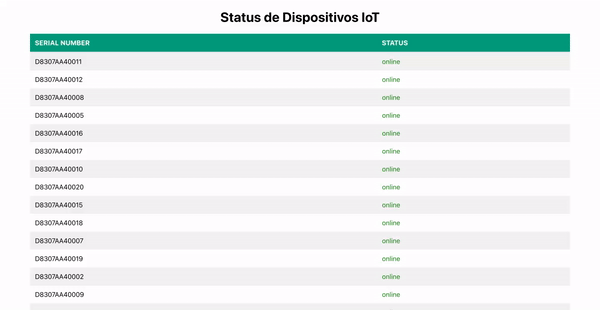 Status de Dispositivos IoT
SERIAL NUMBER STATUS
D8307AA40011 online
D8307AA40012 online
D8307AA40008 online
D8307AA40005 online
D8307AA40016 online
D8307AA40017 online
D8307AA40010 online
D8307AA40020 online
D8307AA40015 online
D8307AA40018 online
D8307AA40007 online
D8307AA40019 online
D8307AA40002 online
D8307AA40009 online